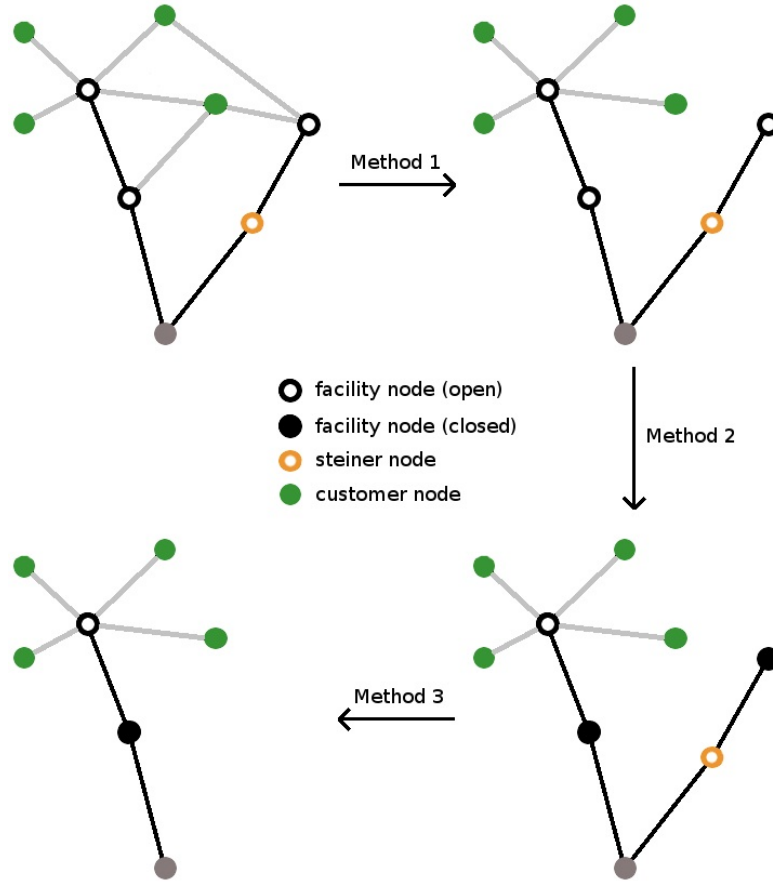 Method 1
facility node (open)
facility node (closed)
steiner node
customer node
Method 2
Method 3